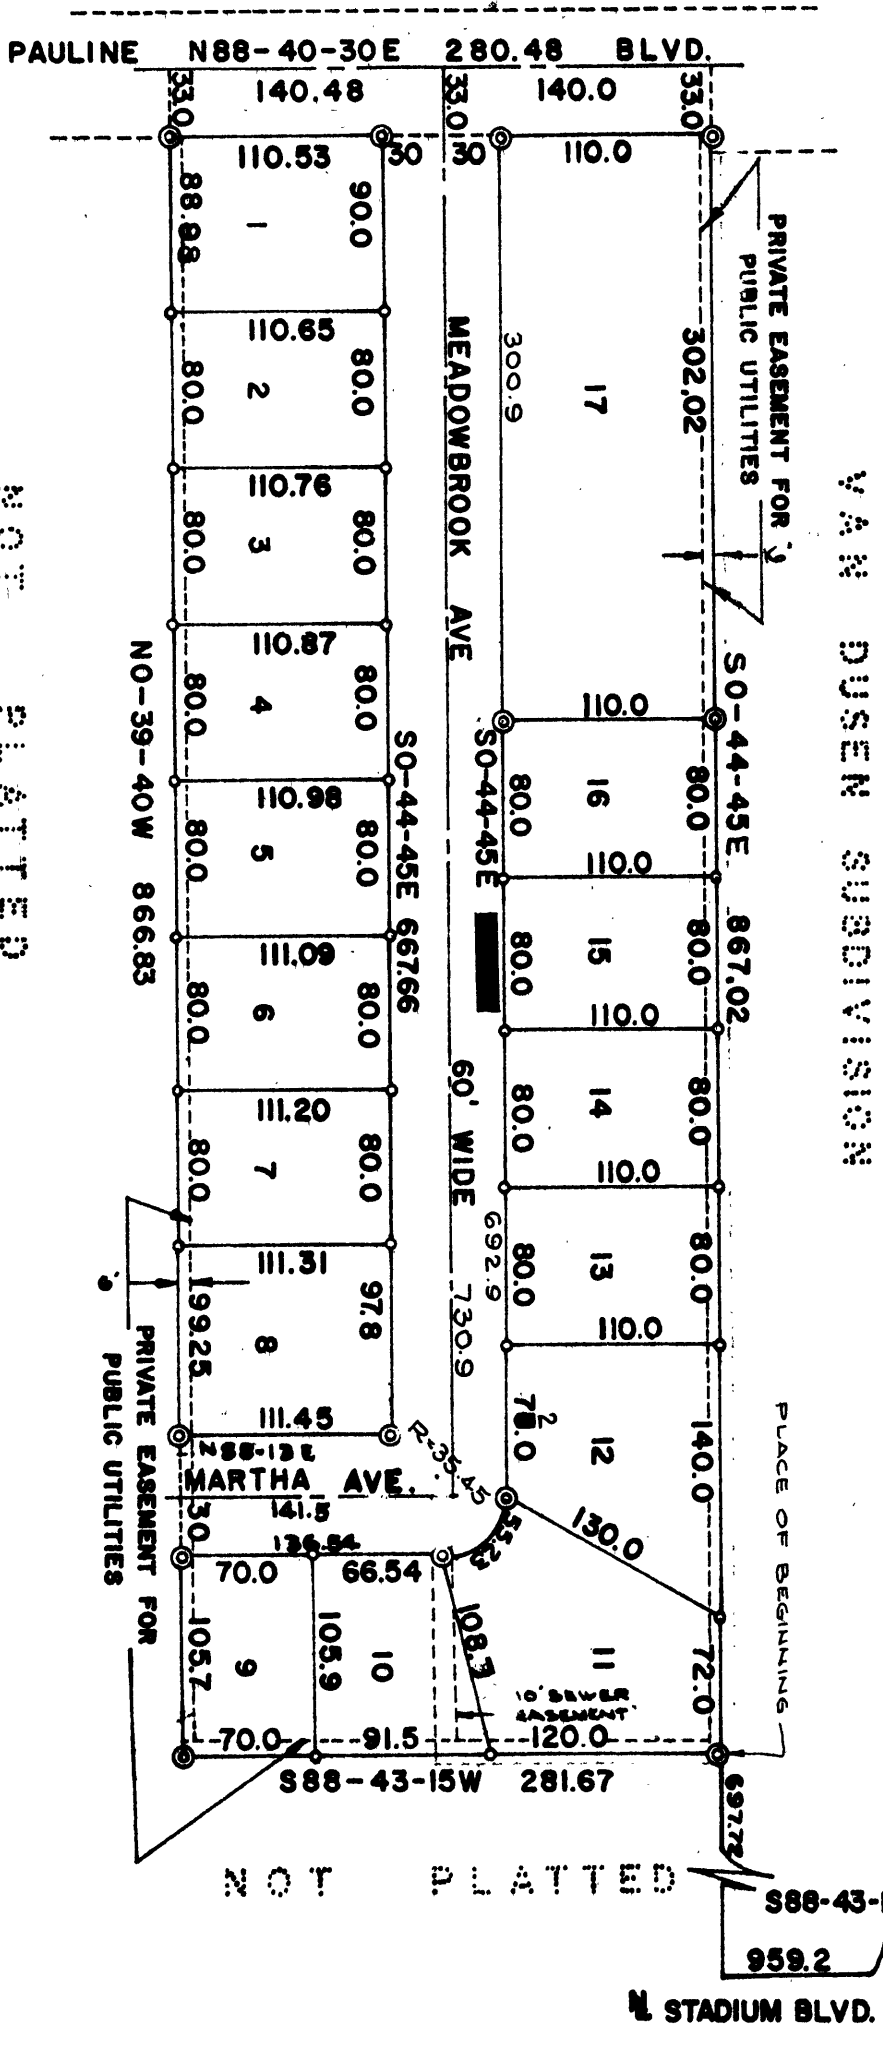 PAULINE N88-40-30E 280.48 BLVD.
33.0 140.48 33.0 140.0 33.0
110.53 30 30 110.0
88.98 1 90.0
110.65
80.0 2 80.0
110.76
80.0 3 80.0
110.87
80.0 4 80.0
110.98
80.0 5 80.0
111.09
80.0 6 80.0
111.20
80.0 7 80.0
111.31
99.25 8 97.8
111.45
N0-39-40W 866.83
S0-44-45E 667.66
MEADOWBROOK AVE
60' WIDE 730.9
300.9 17 302.02
PRIVATE EASEMENT FOR
PUBLIC UTILITIES
6'
VAN DUSEN SUBDIVISION
NOT PLATTED
S0-44-45E
S0-44-45E 867.02
110.0
80.0 16 80.0
110.0
80.0 15 80.0
110.0
80.0 14 80.0
110.0
692.9
80.0 13 80.0
110.0
12 140.0
R=35.45
MARTHA AVE.
141.5
30
136.54
55.23
130.0
70.0 66.54
105.7 9 105.9 10 108.3 11 72.0
10' SEWER
EASEMENT
70.0 91.5 120.0
S88-43-15W 281.67
6'
PRIVATE EASEMENT FOR
PUBLIC UTILITIES
PLACE OF BEGINNING
697.72
NOT PLATTED
S88-43-
959.2
STADIUM BLVD.